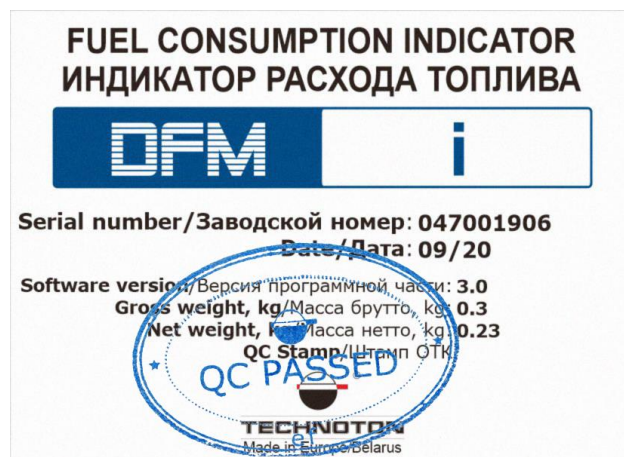 FUEL CONSUMPTION INDICATOR
ИНДИКАТОР РАСХОДА ТОПЛИВА
DFM i
Serial number/Заводской номер: 047001906
Date/Дата: 09/20
Software version/Версия программной части: 3.0
Gross weight, kg/Масса брутто, kg: 0.3
Net weight, kg/Масса нетто, kg: 0.23
QC Stamp/Штамп ОТК
QC PASSED
TECHNOTON
Made in Europe/Belarus